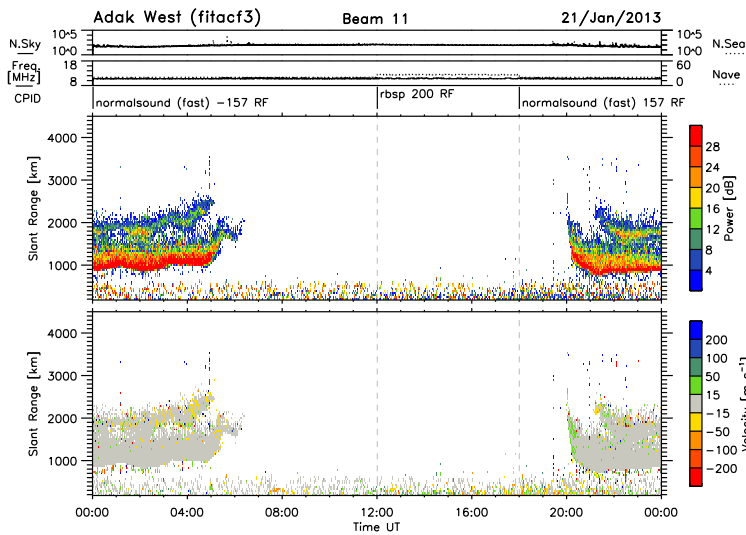 Adak West (fitacf3) Beam 11 21/Jan/2013
N.Sky 10^5 10^0 10^5 10^0 N.Sea
Freq. [MHz] 18 8 60 0 Nave
CPID normalsound (fast) -157 RF rbsp 200 RF normalsound (fast) 157 RF
Slant Range [km]
4000
3000
2000
1000
28
24
20
16
12
8
4
Power [dB]
Slant Range [km]
4000
3000
2000
1000
200
100
50
15
-15
-50
-100
-200
Velocity [m s^-1]
00:00 04:00 08:00 12:00 16:00 20:00 00:00
Time UT